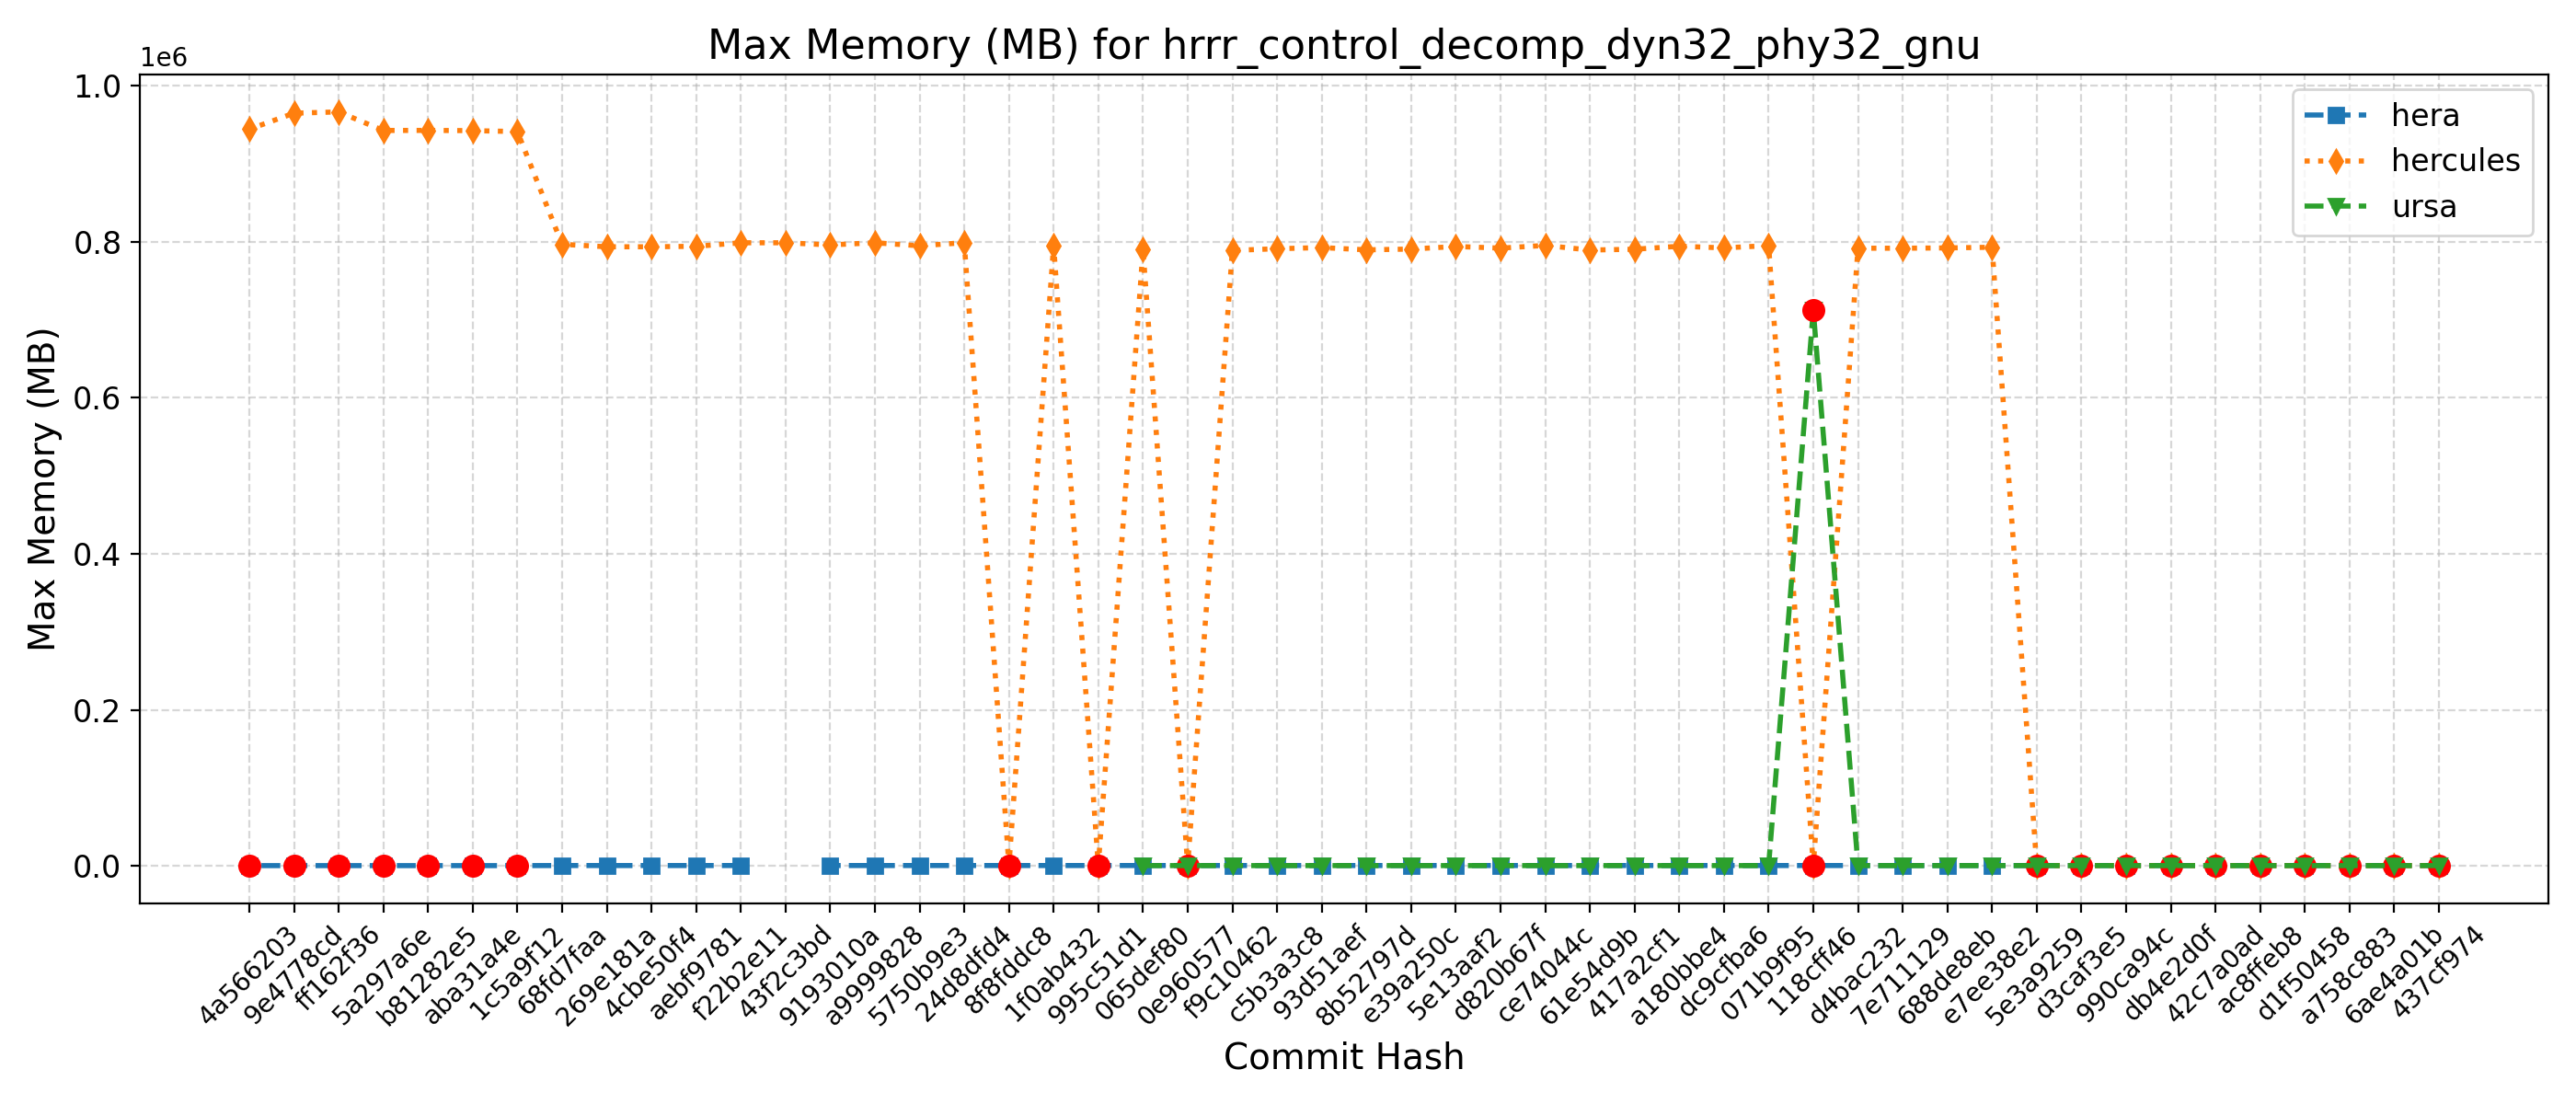 Max Memory (MB) for hrrr_control_decomp_dyn32_phy32_gnu
1e6
1.0
0.8
0.6
0.4
0.2
0.0
Max Memory (MB)
hera
hercules
ursa
4a566203
9e4778cd
ff162f36
5a297a6e
b81282e5
aba31a4e
1c5a9f12
68fd7faa
269e181a
4cbe50f4
aebf9781
f22b2e11
43f2c3bd
9193010a
a9999828
5750b9e3
24d8dfd4
8f8fddc8
1f0ab432
995c51d1
065def80
0e960577
f9c10462
c5b3a3c8
93d51aef
8b52797d
e39a250c
5e13aaf2
d820b67f
ce74044c
61e54d9b
417a2cf1
a180bbe4
dc9cfba6
071b9f95
118cff46
d4bac232
7e711129
688de8eb
e7ee38e2
5e3a9259
d3caf3e5
990ca94c
db4e2d0f
42c7a0ad
ac8ffeb8
d1f50458
a758c883
6ae4a01b
437cf974
Commit Hash